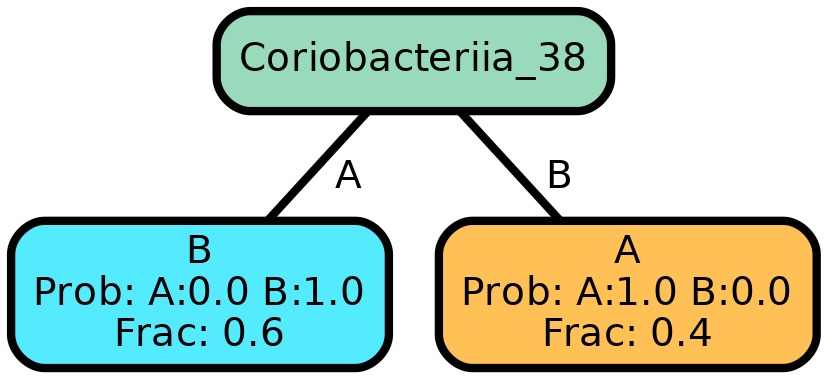 Coriobacteriia_38
A
B
B
Prob: A:0.0 B:1.0
Frac: 0.6
A
Prob: A:1.0 B:0.0
Frac: 0.4